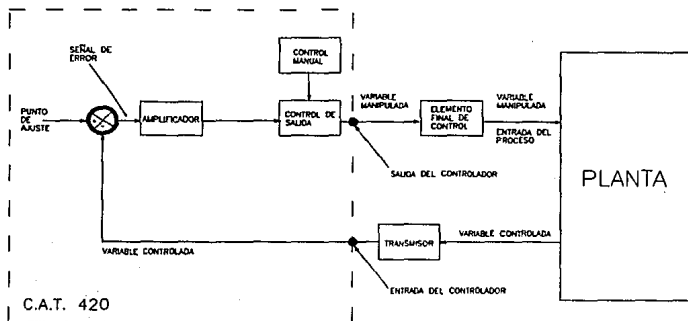 SEÑAL DE
ERROR
CONTROL
MANUAL
PUNTO
DE
AJUSTE
AMPLIFICADOR
CONTROL DE
SALIDA
VARIABLE
MANIPULADA
ELEMENTO
FINAL DE
CONTROL
VARIABLE
MANIPULADA
ENTRADA DEL
PROCESO
SALIDA DEL CONTROLADOR
PLANTA
VARIABLE CONTROLADA
TRANSMISOR
VARIABLE CONTROLADA
ENTRADA DEL CONTROLADOR
C.A.T. 420